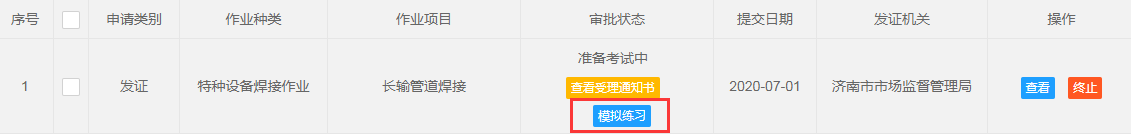 序号 申请类别 作业种类 作业项目 审批状态 提交日期 发证机关 操作
准备考试中
1 发证 特种设备焊接作业 长输管道焊接 查看受理通知书 2020-07-01 济南市市场监督管理局 查看 终止
模拟练习